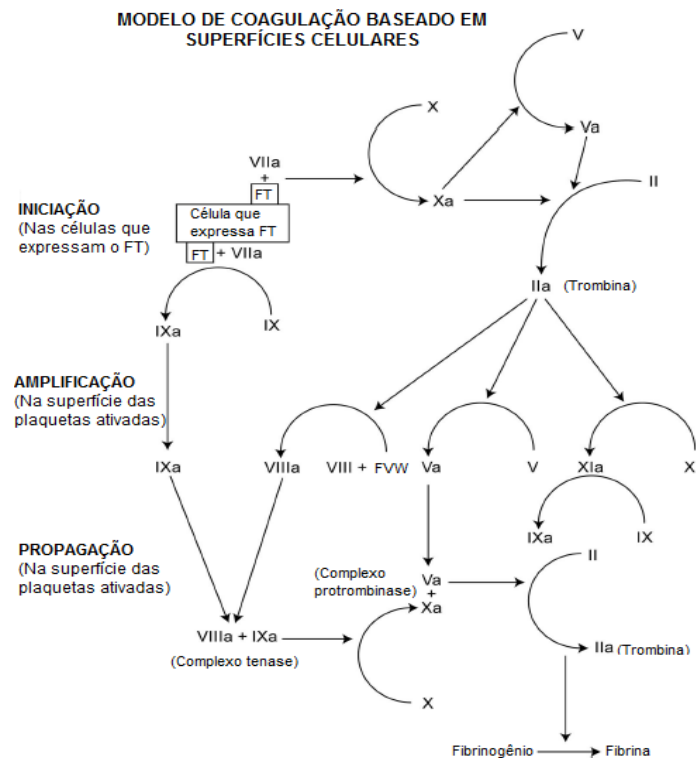 MODELO DE COAGULAÇÃO BASEADO EM
SUPERFÍCIES CELULARES
V
X
Va
VIIa
+
FT
II
Xa
INICIAÇÃO
(Nas células que
expressam o FT)
Célula que
expressa FT
FT + VIIa
IIa (Trombina)
IXa
IX
AMPLIFICAÇÃO
(Na superfície das
plaquetas ativadas)
IXa
VIIIa
VIII + FVW
Va
V
XIa
X
IXa
IX
PROPAGAÇÃO
(Na superfície das
plaquetas ativadas)
II
(Complexo
protrombinase)
Va
+
Xa
VIIIa + IXa
(Complexo tenase)
IIa (Trombina)
X
Fibrinogênio
Fibrina